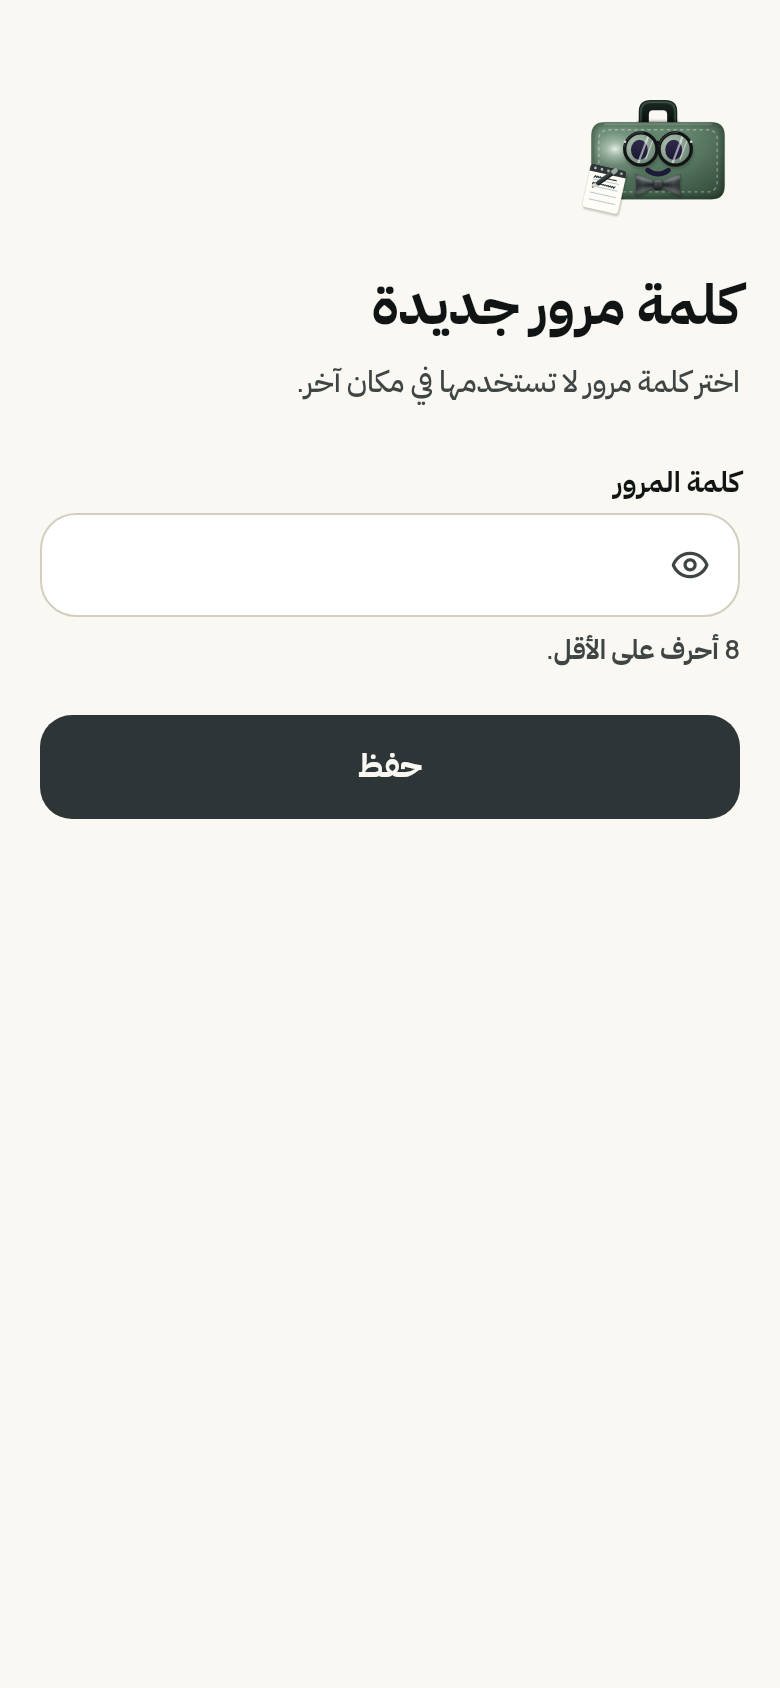 كلمة مرور جديدة
اختر كلمة مرور لا تستخدمها في مكان آخر.
كلمة المرور
8 أحرف على الأقل.
حفظ